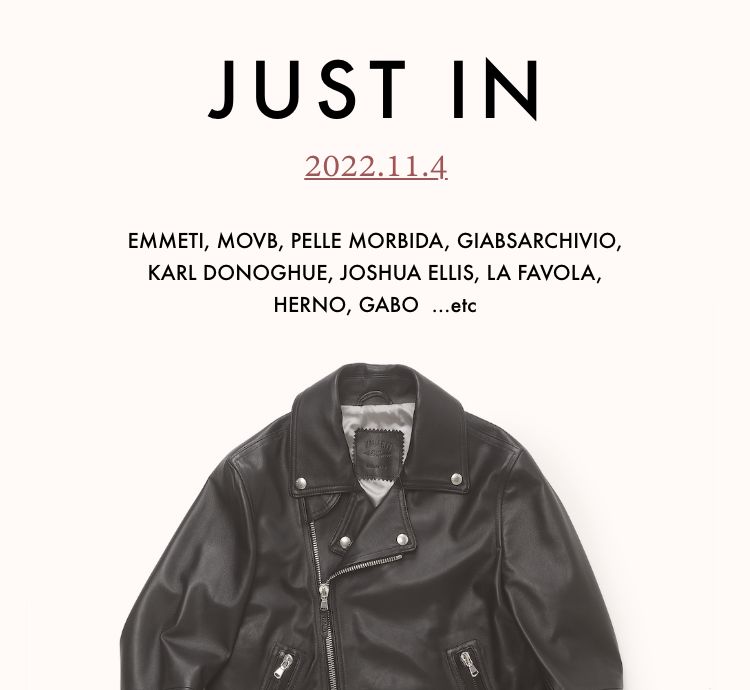 JUST IN
2022.11.4
EMMETI, MOVB, PELLE MORBIDA, GIABSARCHIVIO,
KARL DONOGHUE, JOSHUA ELLIS, LA FAVOLA,
HERNO, GABO ...etc
EMMETI